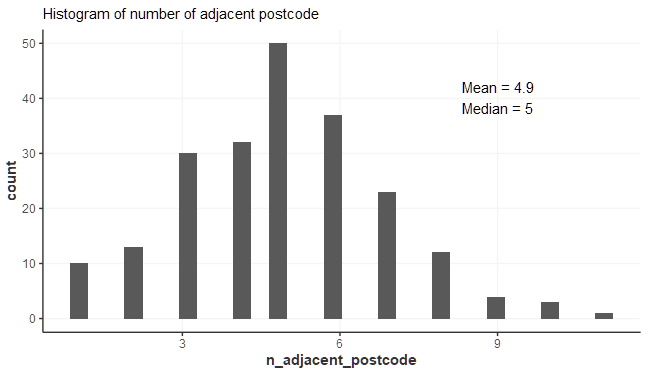 Histogram of number of adjacent postcode
50
40
30
20
10
0
Mean = 4.9
Median = 5
count
3 6 9
n_adjacent_postcode